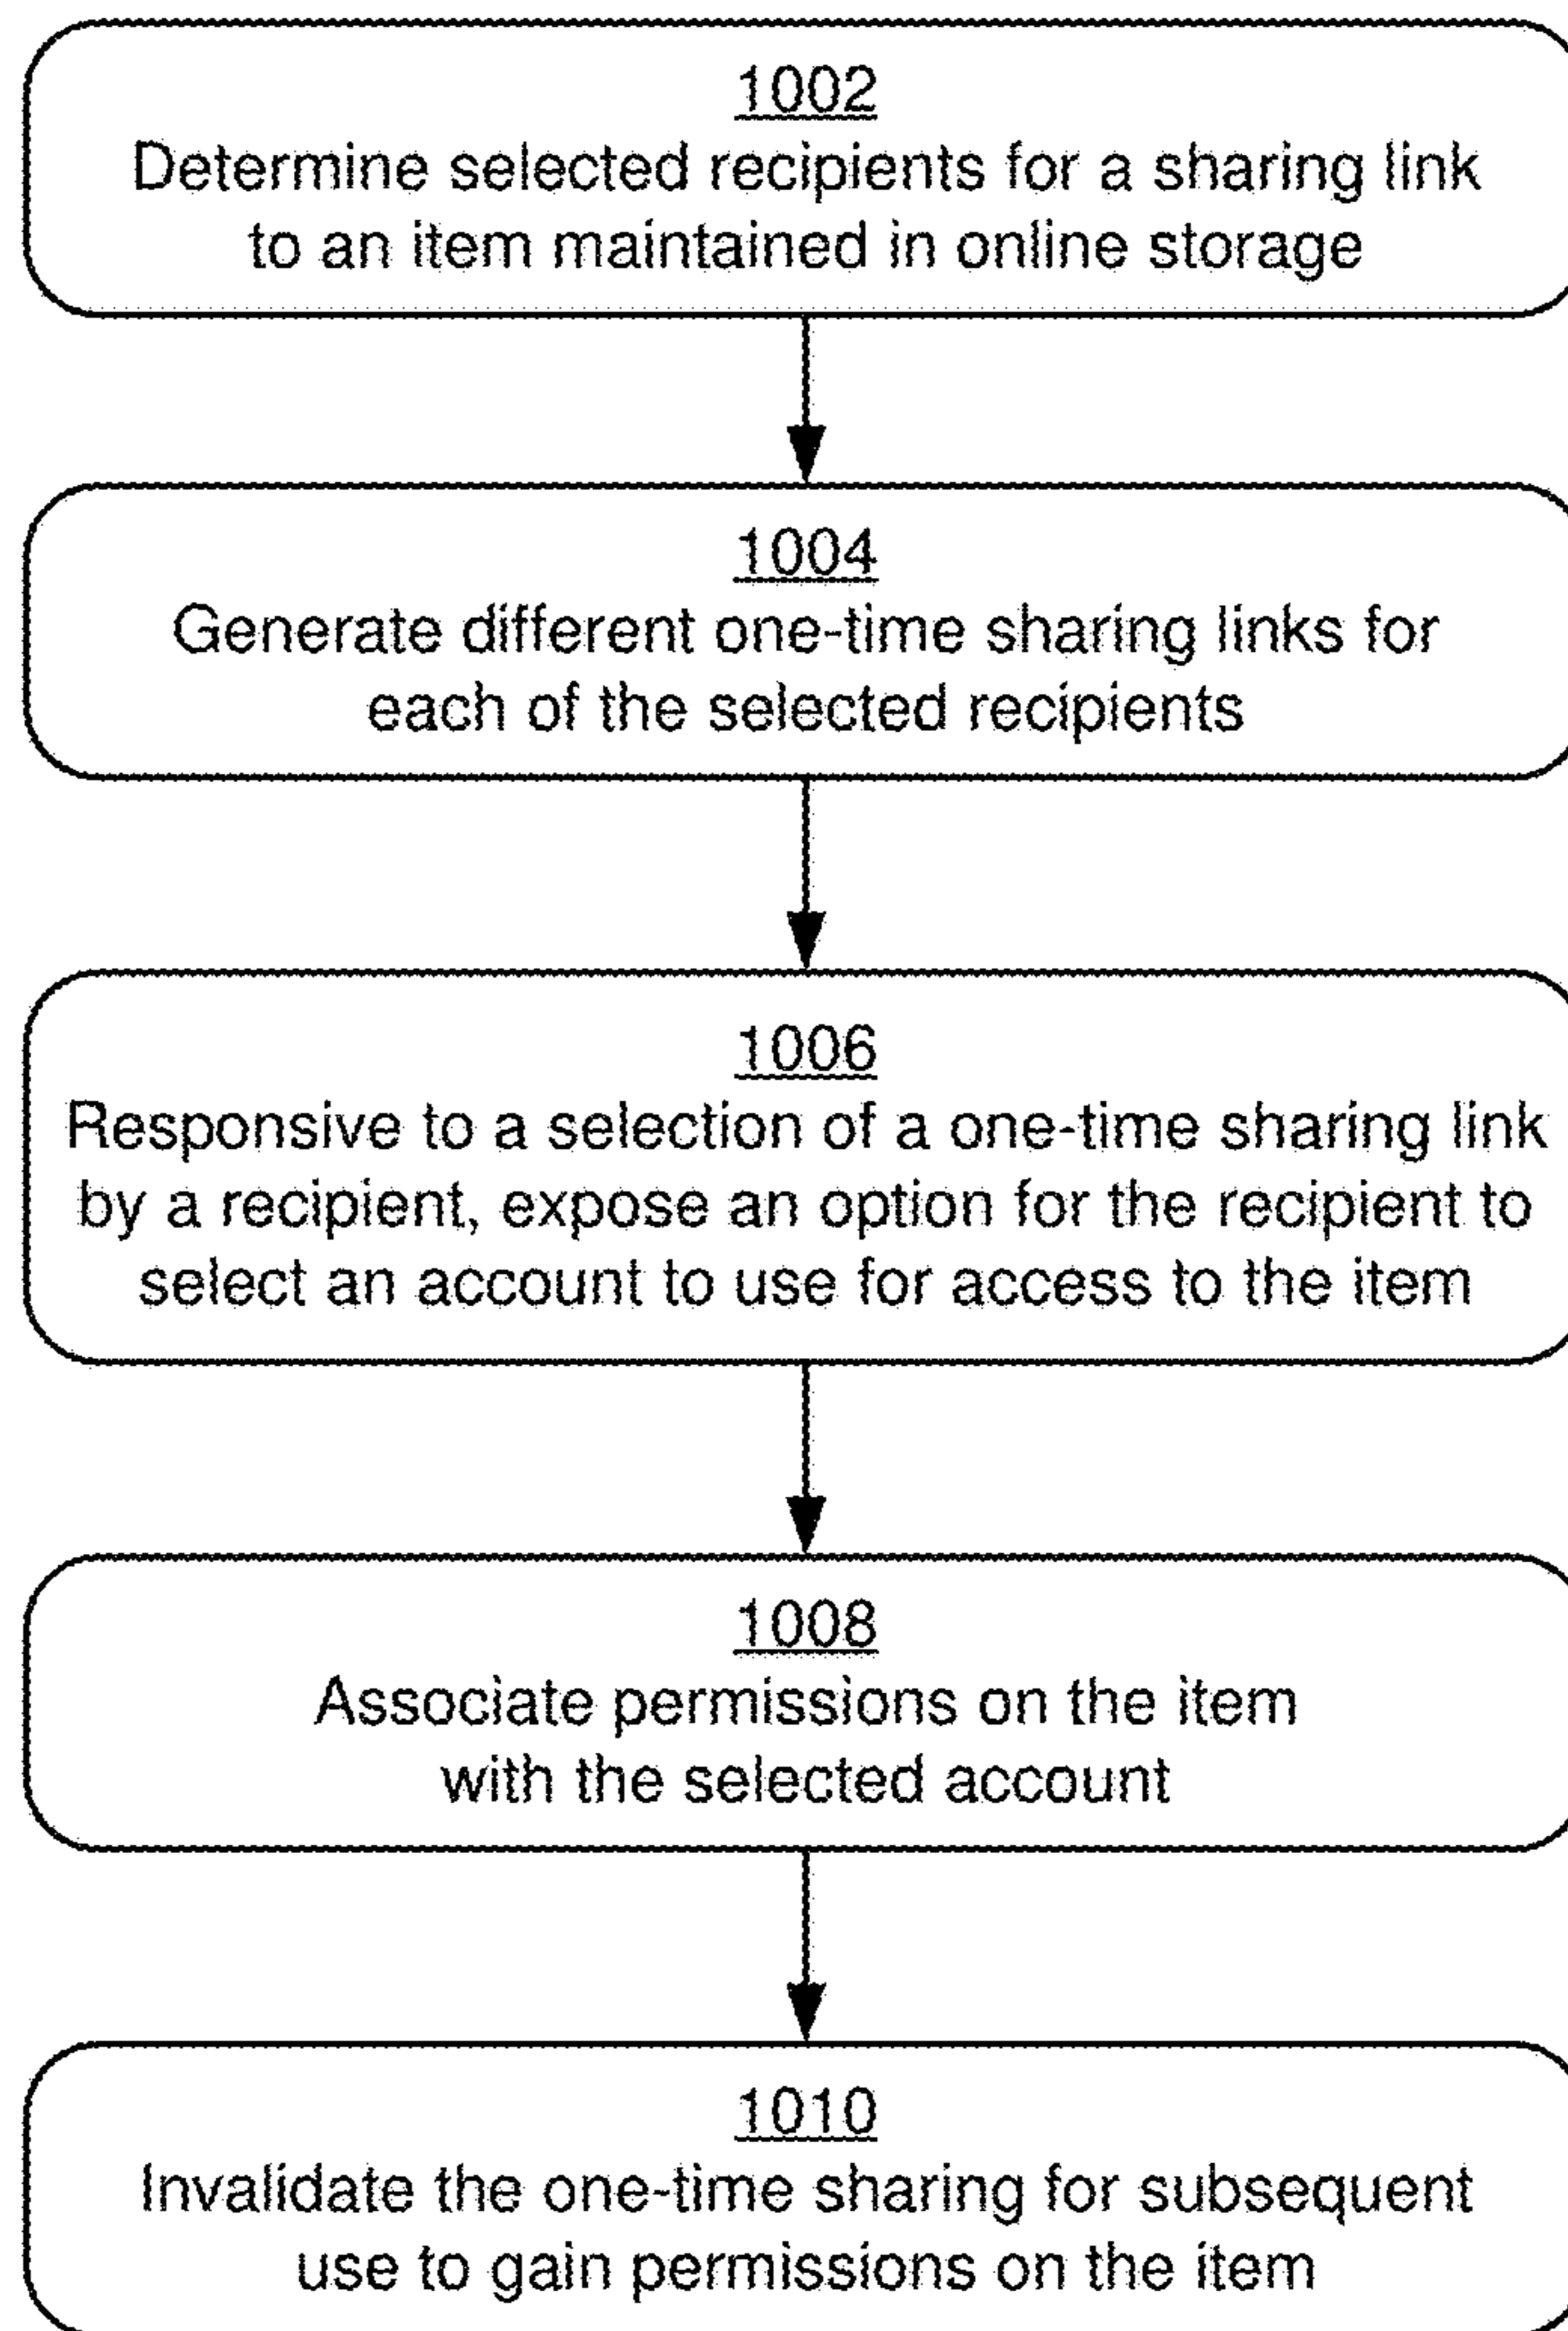 1002
Determine selected recipients for a sharing link
to an item maintained in online storage
1004
Generate different one-time sharing links for
each of the selected recipients
1006
Responsive to a selection of a one-time sharing link
by a recipient, expose an option for the recipient to
select an account to use for access to the item
1008
Associate permissions on the item
with the selected account
1010
Invalidate the one-time sharing for subsequent
use to gain permissions on the item